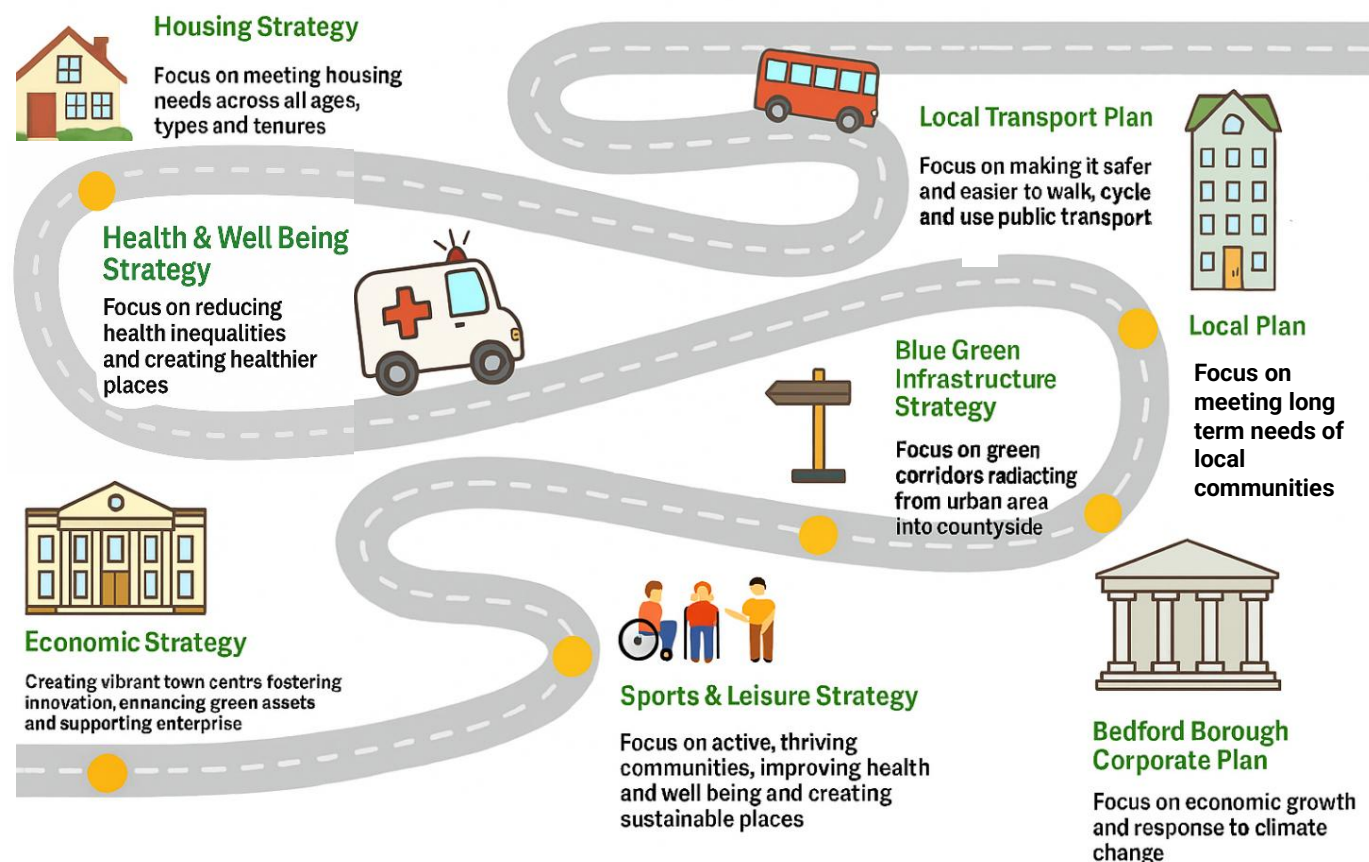 Housing Strategy
Focus on meeting housing
needs across all ages,
types and tenures
Local Transport Plan
Focus on making it safer
and easier to walk, cycle
and use public transport
Health & Well Being
Strategy
Focus on reducing
health inequalities
and creating healthier
places
Local Plan
Focus on
meeting long
term needs of
local
communities
Blue Green
Infrastructure
Strategy
Focus on green
corridors radiacting
from urban area
into countyside
Economic Strategy
Creating vibrant town centrs fostering
innovation, enhancing green assets
and supporting enterprise
Sports & Leisure Strategy
Focus on active, thriving
communities, improving health
and well being and creating
sustainable places
Bedford Borough
Corporate Plan
Focus on economic growth
and response to climate
change